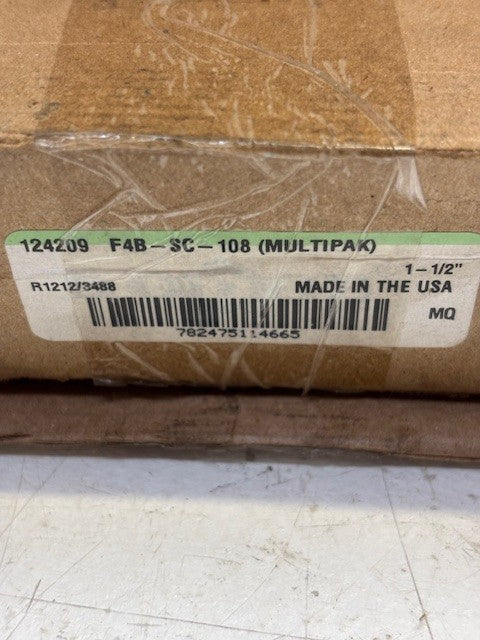 124209 F4B-SC-108 (MULTIPAK)
1-1/2"
R1212/3488 MADE IN THE USA
MQ
782475114665